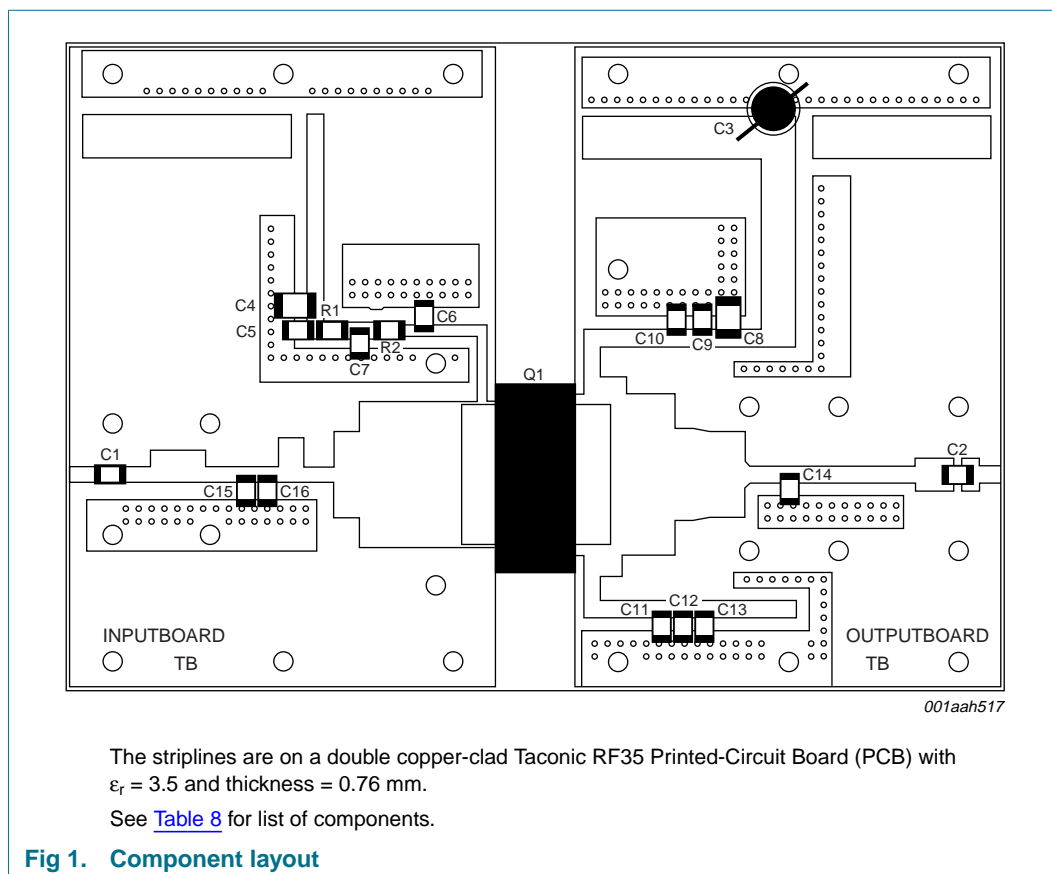 C3
C4
R1
C5
C6
R2
C7
C10
C9
C8
Q1
C1
C15
C16
C2
C14
C11
C12
C13
INPUTBOARD
TB
OUTPUTBOARD
TB
001aah517
The striplines are on a double copper-clad Taconic RF35 Printed-Circuit Board (PCB) with
εr = 3.5 and thickness = 0.76 mm.
See Table 8 for list of components.
Fig 1. Component layout